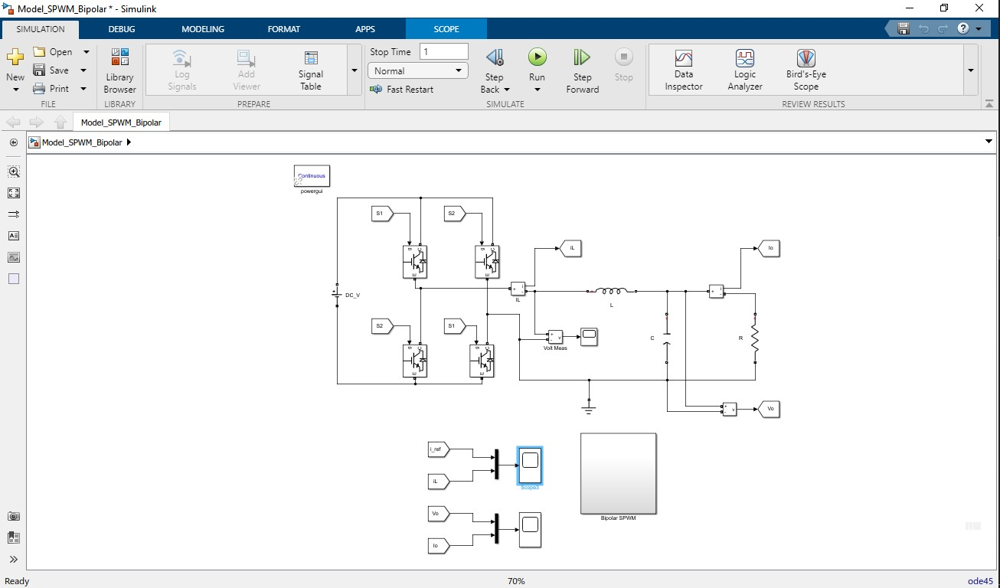 Model_SPWM_Bipolar * - Simulink
SIMULATION DEBUG MODELING FORMAT APPS SCOPE
New
Open
Save
Print
FILE
Library Browser
LIBRARY
Log Signals
Add Viewer
Signal Table
PREPARE
Stop Time 1
Normal
Fast Restart
Step Back
Run
Step Forward
Stop
SIMULATE
Data Inspector
Logic Analyzer
Bird's-Eye Scope
REVIEW RESULTS
Model_SPWM_Bipolar
Model_SPWM_Bipolar
Continuous
powergui
S1
S2
g C
E
g C
E
iL
Io
+ i
-
IL
+ i
-
DC_V
L
S2
S1
g C
E
g C
E
+ v
-
Volt Meas
C
R
+ v
-
Vo
i_ref
iL
Scope3
Vo
Io
Bipolar SPWM
Ready
70%
ode45